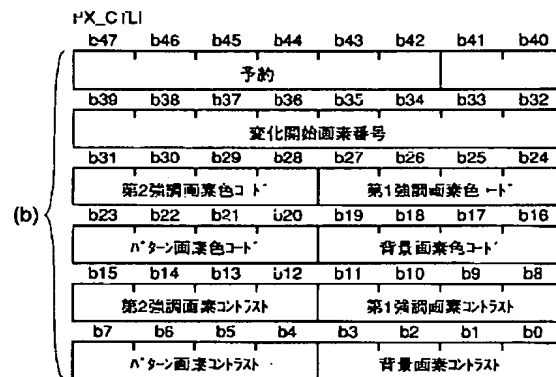 PX_CTLI
b47 b46 b45 b44 b43 b42 b41 b40
予約
b39 b38 b37 b36 b35 b34 b33 b32
変化開始画素番号
b31 b30 b29 b28 b27 b26 b25 b24
第2強調画素色コード 第1強調画素色コード
(b)
b23 b22 b21 b20 b19 b18 b17 b16
パターン画素色コード 背景画素色コード
b15 b14 b13 b12 b11 b10 b9 b8
第2強調画素コントラスト 第1強調画素コントラスト
b7 b6 b5 b4 b3 b2 b1 b0
パターン画素コントラスト 背景画素コントラスト